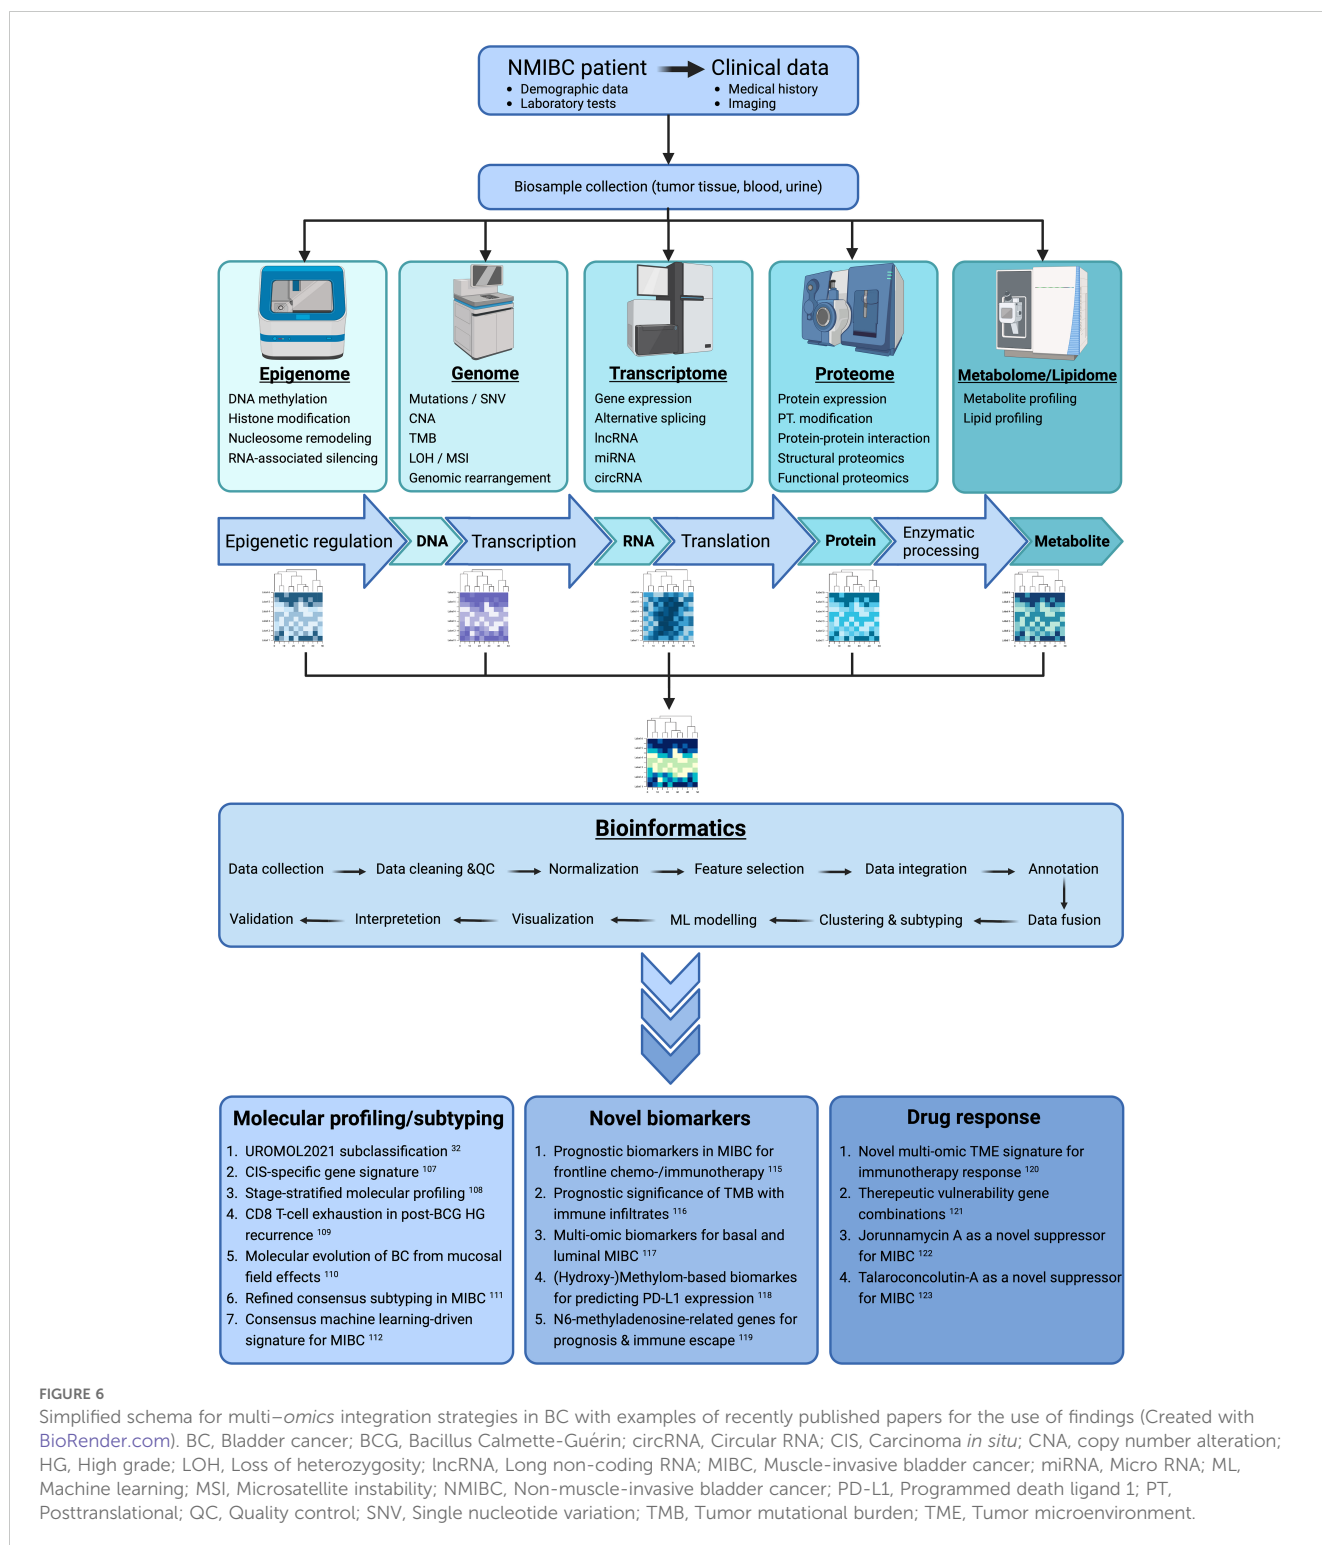 NMIBC patient
Clinical data
• Demographic data
• Laboratory tests
• Medical history
• Imaging
Biosample collection (tumor tissue, blood, urine)
Epigenome
DNA methylation
Histone modification
Nucleosome remodeling
RNA-associated silencing
Genome
Mutations / SNV
CNA
TMB
LOH / MSI
Genomic rearrangement
Transcriptome
Gene expression
Alternative splicing
lncRNA
miRNA
circRNA
Proteome
Protein expression
PT. modification
Protein-protein interaction
Structural proteomics
Functional proteomics
Metabolome/Lipidome
Metabolite profiling
Lipid profiling
Epigenetic regulation
DNA
Transcription
RNA
Translation
Protein
Enzymatic
processing
Metabolite
Bioinformatics
Data collection
Data cleaning &QC
Normalization
Feature selection
Data integration
Annotation
Validation
Interpretetion
Visualization
ML modelling
Clustering & subtyping
Data fusion
Molecular profiling/subtyping
1. UROMOL2021 subclassification 32
2. CIS-specific gene signature 107
3. Stage-stratified molecular profiling 108
4. CD8 T-cell exhaustion in post-BCG HG
recurrence 109
5. Molecular evolution of BC from mucosal
field effects 110
6. Refined consensus subtyping in MIBC 111
7. Consensus machine learning-driven
signature for MIBC 112
Novel biomarkers
1. Prognostic biomarkers in MIBC for
frontline chemo-/immunotherapy 115
2. Prognostic significance of TMB with
immune infiltrates 116
3. Multi-omic biomarkers for basal and
luminal MIBC 117
4. (Hydroxy-)Methylom-based biomarkes
for predicting PD-L1 expression 118
5. N6-methyladenosine-related genes for
prognosis & immune escape 119
Drug response
1. Novel multi-omic TME signature for
immunotherapy response 120
2. Therepeutic vulnerability gene
combinations 121
3. Jorunnamycin A as a novel suppressor
for MIBC 122
4. Talaroconcolutin-A as a novel suppressor
for MIBC 123
FIGURE 6
Simplified schema for multi–omics integration strategies in BC with examples of recently published papers for the use of findings (Created with
BioRender.com). BC, Bladder cancer; BCG, Bacillus Calmette-Guérin; circRNA, Circular RNA; CIS, Carcinoma in situ; CNA, copy number alteration;
HG, High grade; LOH, Loss of heterozygosity; lncRNA, Long non-coding RNA; MIBC, Muscle-invasive bladder cancer; miRNA, Micro RNA; ML,
Machine learning; MSI, Microsatellite instability; NMIBC, Non-muscle-invasive bladder cancer; PD-L1, Programmed death ligand 1; PT,
Posttranslational; QC, Quality control; SNV, Single nucleotide variation; TMB, Tumor mutational burden; TME, Tumor microenvironment.